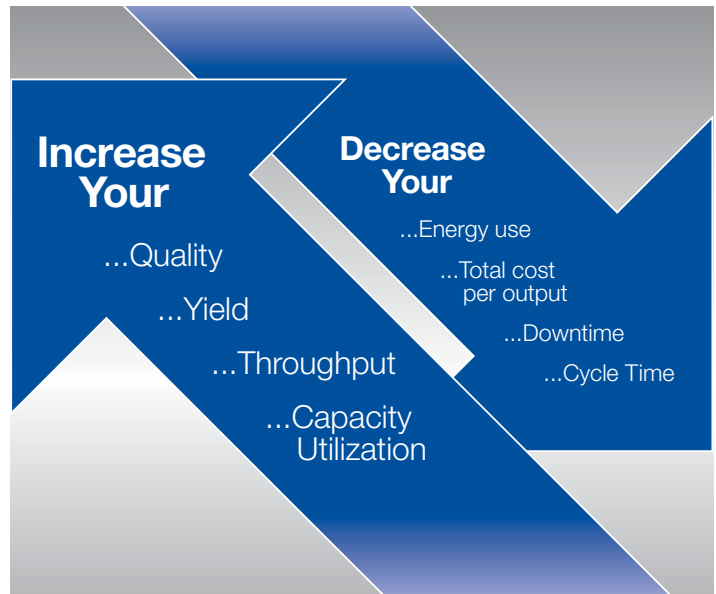 Increase
Your
...Quality
...Yield
...Throughput
...Capacity
Utilization
Decrease
Your
...Energy use
...Total cost
per output
...Downtime
...Cycle Time